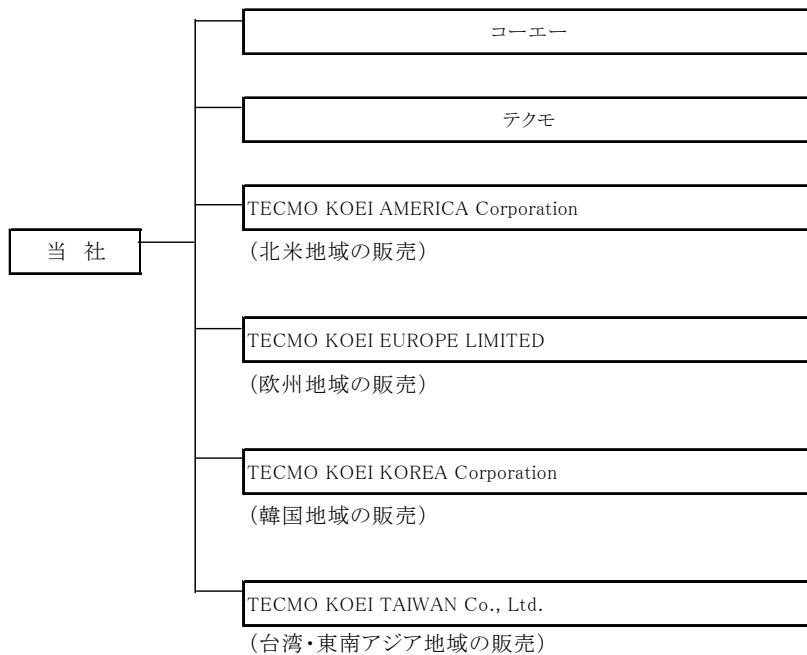 コーエー
テクモ
TECMO KOEI AMERICA Corporation
当 社
（北米地域の販売）
TECMO KOEI EUROPE LIMITED
（欧州地域の販売）
TECMO KOEI KOREA Corporation
（韓国地域の販売）
TECMO KOEI TAIWAN Co., Ltd.
（台湾・東南アジア地域の販売）